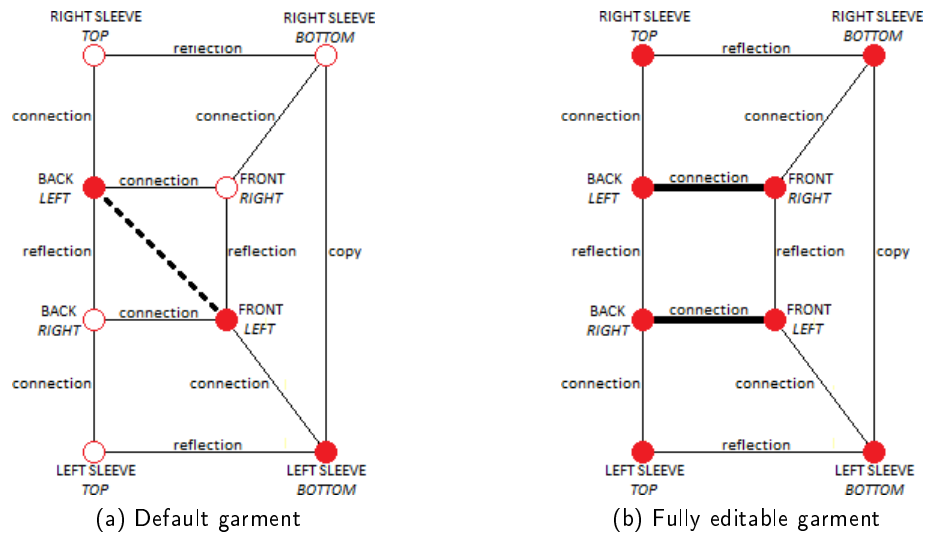 RIGHT SLEEVE
TOP
RIGHT SLEEVE
BOTTOM
reflection
connection
connection
BACK
LEFT
connection
FRONT
RIGHT
reflection
reflection
copy
BACK
RIGHT
connection
FRONT
LEFT
connection
connection
reflection
LEFT SLEEVE
TOP
LEFT SLEEVE
BOTTOM
(a) Default garment
RIGHT SLEEVE
TOP
RIGHT SLEEVE
BOTTOM
reflection
connection
connection
BACK
LEFT
connection
FRONT
RIGHT
reflection
reflection
copy
BACK
RIGHT
connection
FRONT
LEFT
connection
connection
reflection
LEFT SLEEVE
TOP
LEFT SLEEVE
BOTTOM
(b) Fully editable garment